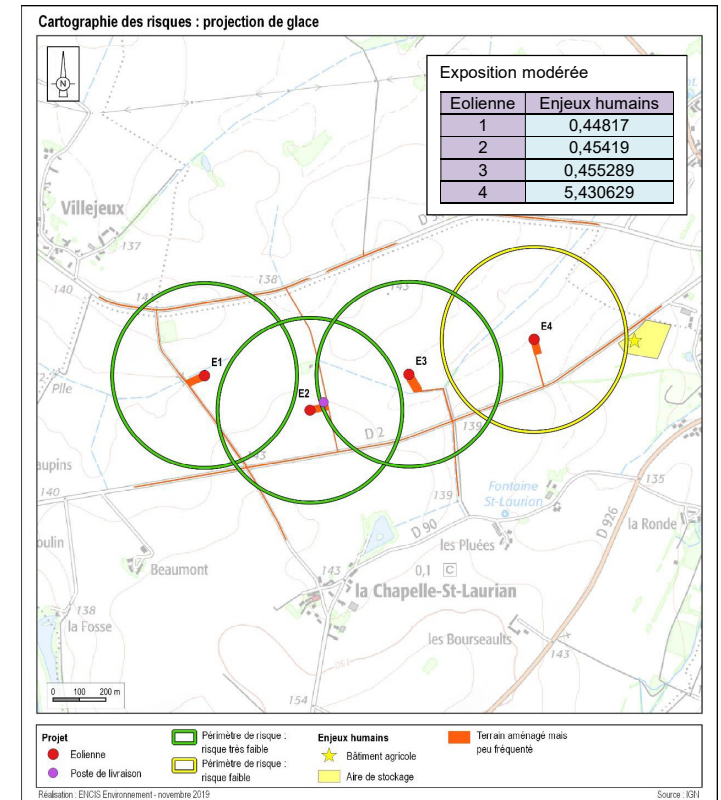 Cartographie des risques : projection de glace
N
Exposition modérée
Eolienne Enjeux humains
1 0,44817
2 0,45419
3 0,455289
4 5,430629
Villejeux
137
140
141
138
143
E1
E2
E3
E4
Plle
aupins
140
143
D 2
139
139
Fontaine
St-Laurian
135
D 926
la Ronde
D 90
les Pluées
oulin
Beaumont
143
0,1 C
la Chapelle-St-Laurian
138
la Fosse
les Bourseaults
143
154
0 100 200 m
Projet
Eolienne
Poste de livraison
Périmètre de risque :
risque très faible
Périmètre de risque :
risque faible
Enjeux humains
Bâtiment agricole
Aire de stockage
Terrain aménagé mais
peu fréquenté
Réalisation : ENCIS Environnement - novembre 2019
Source : IGN